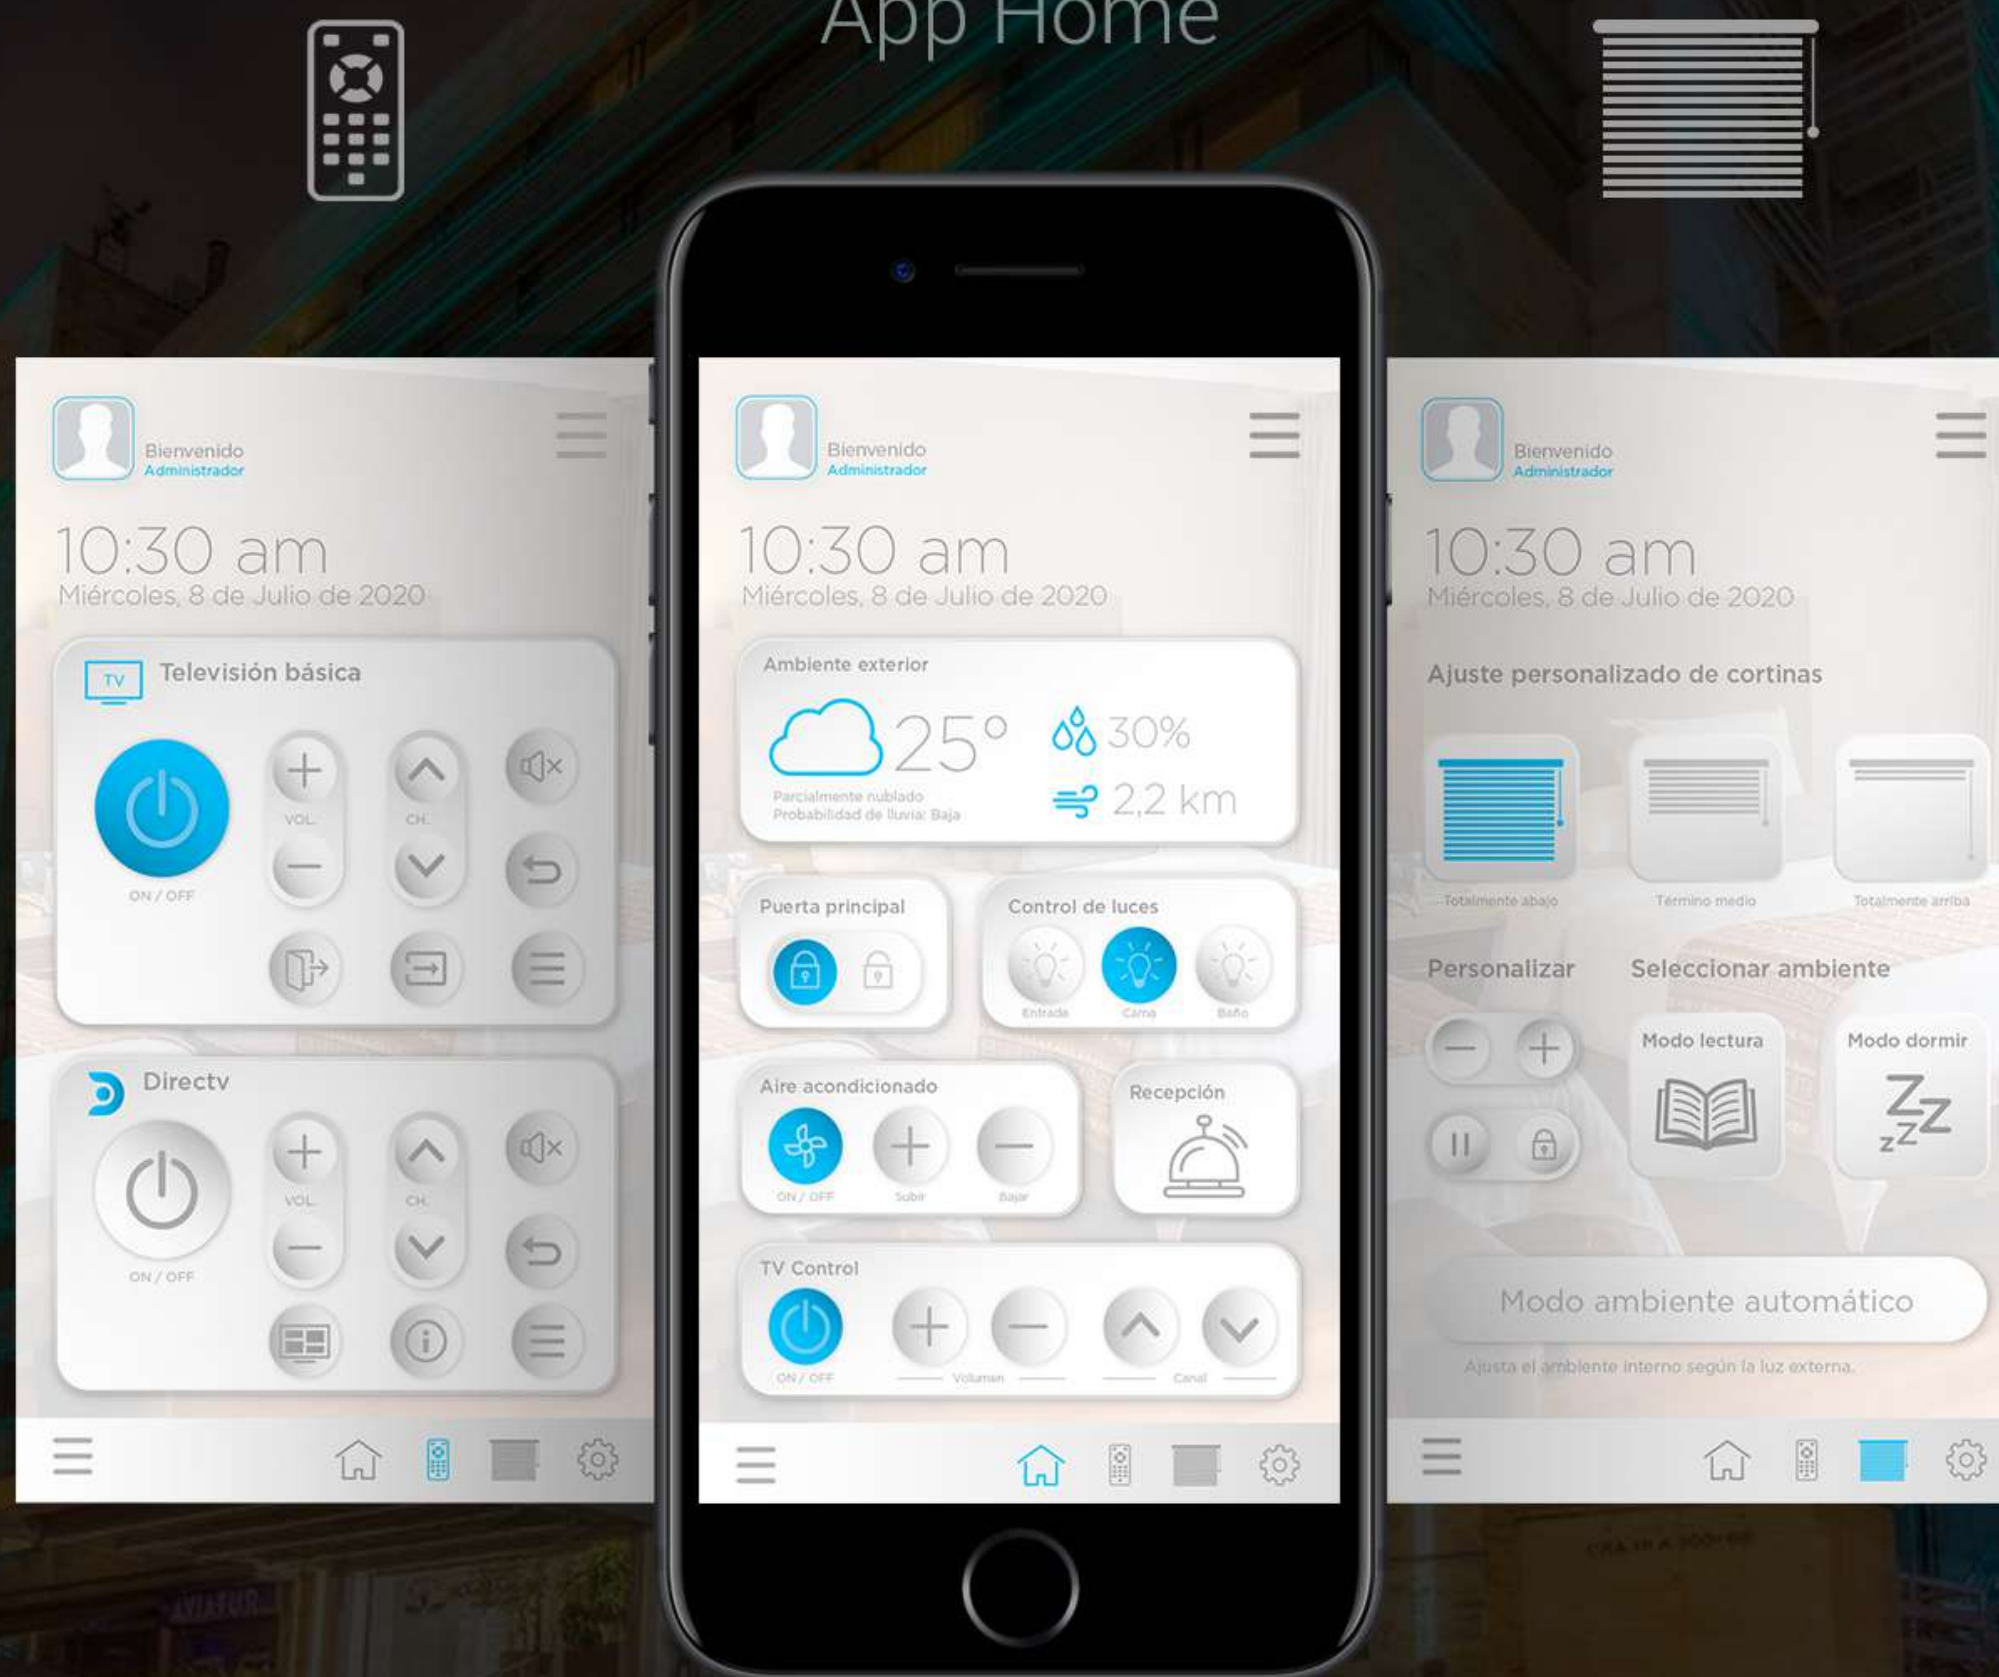 App Home
Bienvenido
Administrador
10:30 am
Miércoles, 8 de Julio de 2020
TV
Televisión básica
VOL.
CH.
ON / OFF
Directv
VOL.
CH.
ON / OFF
Bienvenido
Administrador
10:30 am
Miércoles, 8 de Julio de 2020
Ambiente exterior
25°
30%
2,2 km
Parcialmente nublado
Probabilidad de lluvia: Baja
Puerta principal
Control de luces
Entrada
Cama
Baño
Aire acondicionado
ON / OFF
Subir
Bajar
Recepción
TV Control
ON / OFF
Volumen
Canal
Bienvenido
Administrador
10:30 am
Miércoles, 8 de Julio de 2020
Ajuste personalizado de cortinas
Totalmente abajo
Término medio
Totalmente arriba
Personalizar
Seleccionar ambiente
Modo lectura
Modo dormir
ZZ
zZ
Modo ambiente automático
Ajusta el ambiente interno según la luz externa.
AVIATUR